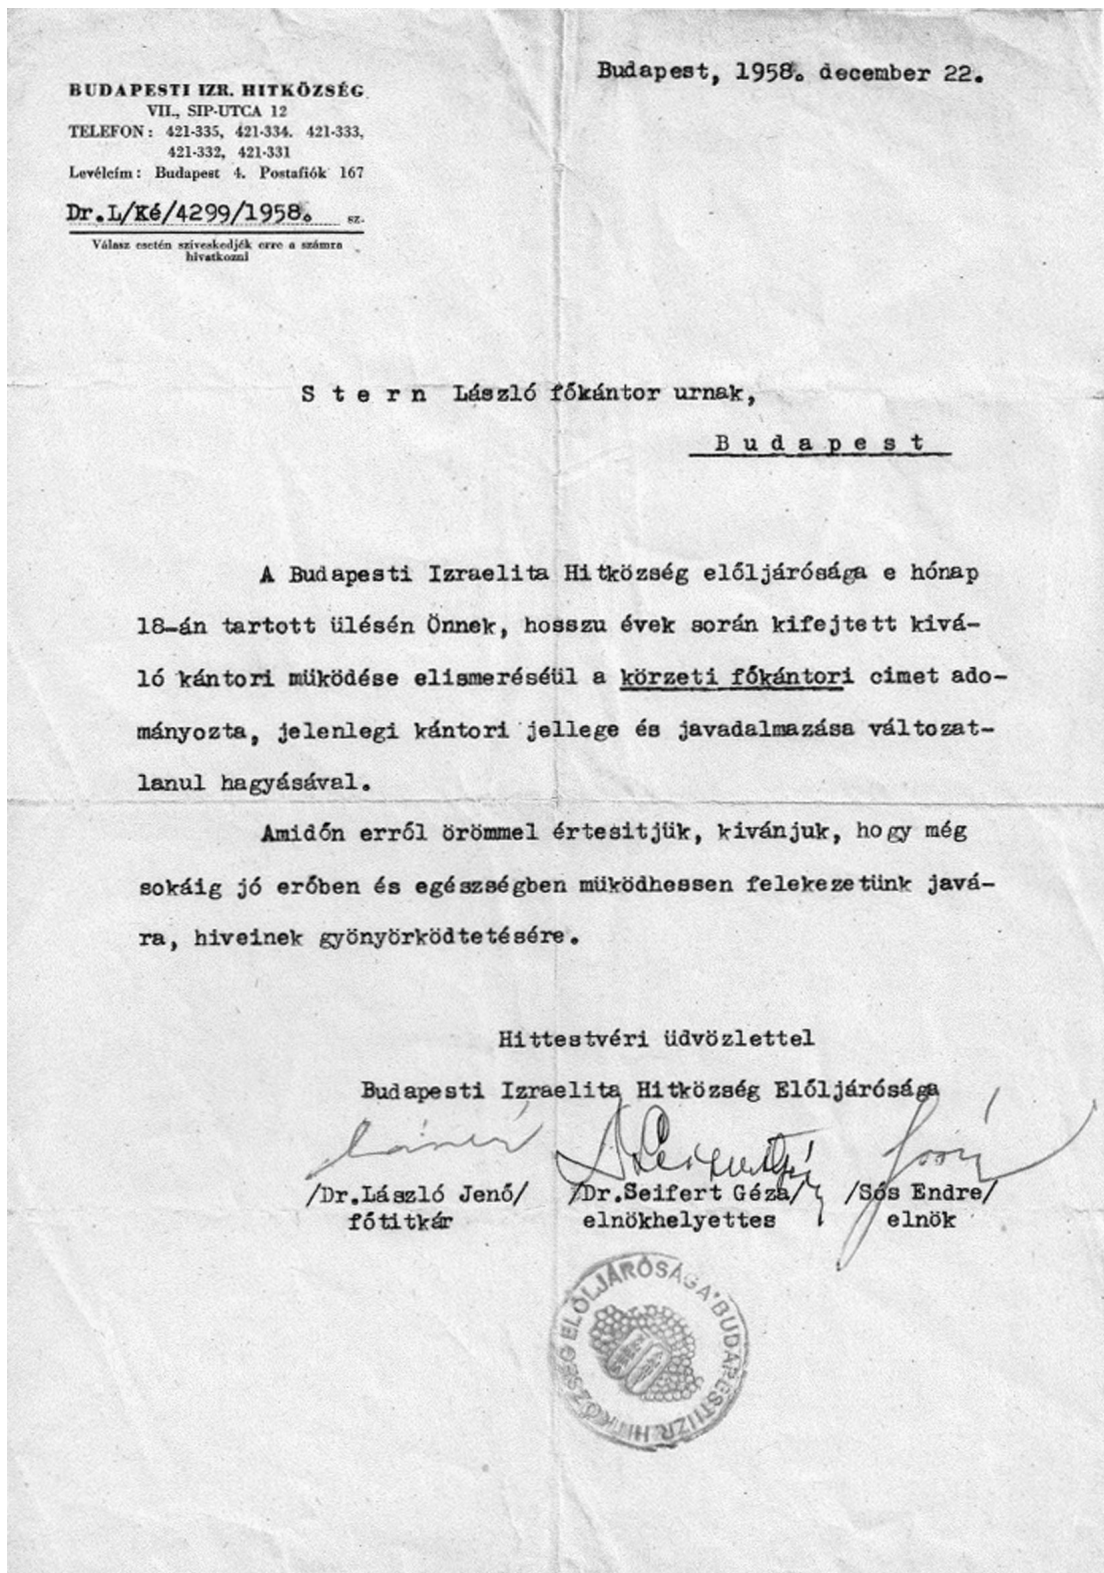 Budapest, 1958. december 22.
BUDAPESTI IZR. HITKÖZSÉG
VII., SIP-UTCA 12
TELEFON: 421-335, 421-334. 421-333,
421-332, 421-331
Levélcím: Budapest 4. Postafiók 167
Dr.L/Ké/4299/1958. sz.
Válasz esetén szíveskedjék erre a számra
hivatkozni
S t e r n László főkántor urnak,
B u d a p e s t
A Budapesti Izraelita Hitközség előljárósága e hónap
18-án tartott ülésén Önnek, hosszu évek során kifejtett kivá-
ló kántori müködése elismeréséül a körzeti főkántori cimet ado-
mányozta, jelenlegi kántori jellege és javadalmazása változat-
lanul hagyásával.
Amidőn erről örömmel értesitjük, kivánjuk, hogy még
sokáig jó erőben és egészségben müködhessen felekezetünk javá-
ra, hiveinek gyönyörködtetésére.
Hittestvéri üdvözlettel
Budapesti Izraelita Hitközség Előljárósága
/Dr.László Jenő/ /Dr.Seifert Géza/ /Sós Endre/
főtitkár elnökhelyettes elnök
BUDAPESTI IZR. HITKÖZSÉG ELŐLJÁRÓSÁGA